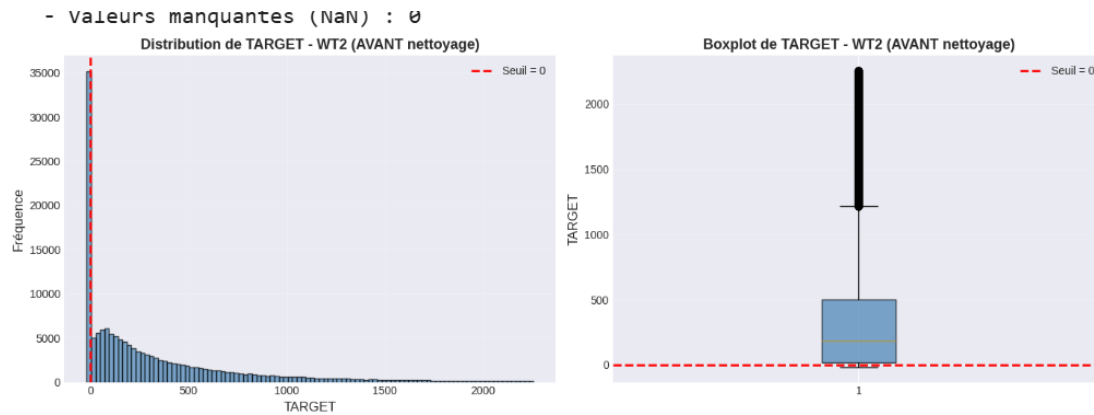 - Valeurs manquantes (NaN) : 0
Distribution de TARGET - WT2 (AVANT nettoyage)
Seuil = 0
35000
30000
25000
20000
15000
10000
5000
0
Fréquence
0
500
1000
1500
2000
TARGET
Boxplot de TARGET - WT2 (AVANT nettoyage)
Seuil = 0
2000
1500
1000
500
0
TARGET
1